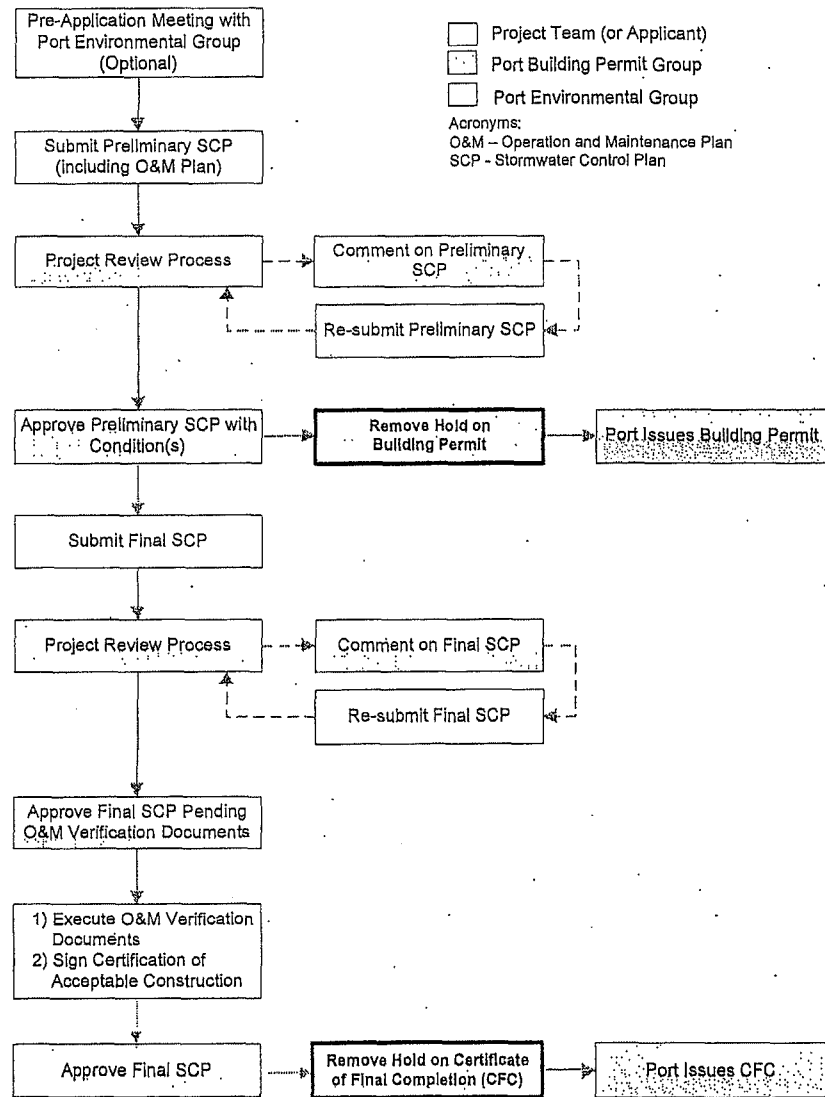 Pre-Application Meeting with
Port Environmental Group
(Optional)
Project Team (or Applicant)
Port Building Permit Group
Port Environmental Group
Acronyms:
O&M – Operation and Maintenance Plan
SCP - Stormwater Control Plan
Submit Preliminary SCP
(including O&M Plan)
Project Review Process
Comment on Preliminary
SCP
Re-submit Preliminary SCP
Approve Preliminary SCP with
Condition(s)
Remove Hold on
Building Permit
Port Issues Building Permit
Submit Final SCP
Project Review Process
Comment on Final SCP
Re-submit Final SCP
Approve Final SCP Pending
O&M Verification Documents
1) Execute O&M Verification
Documents
2) Sign Certification of
Acceptable Construction
Approve Final SCP
Remove Hold on Certificate
of Final Completion (CFC)
Port Issues CFC